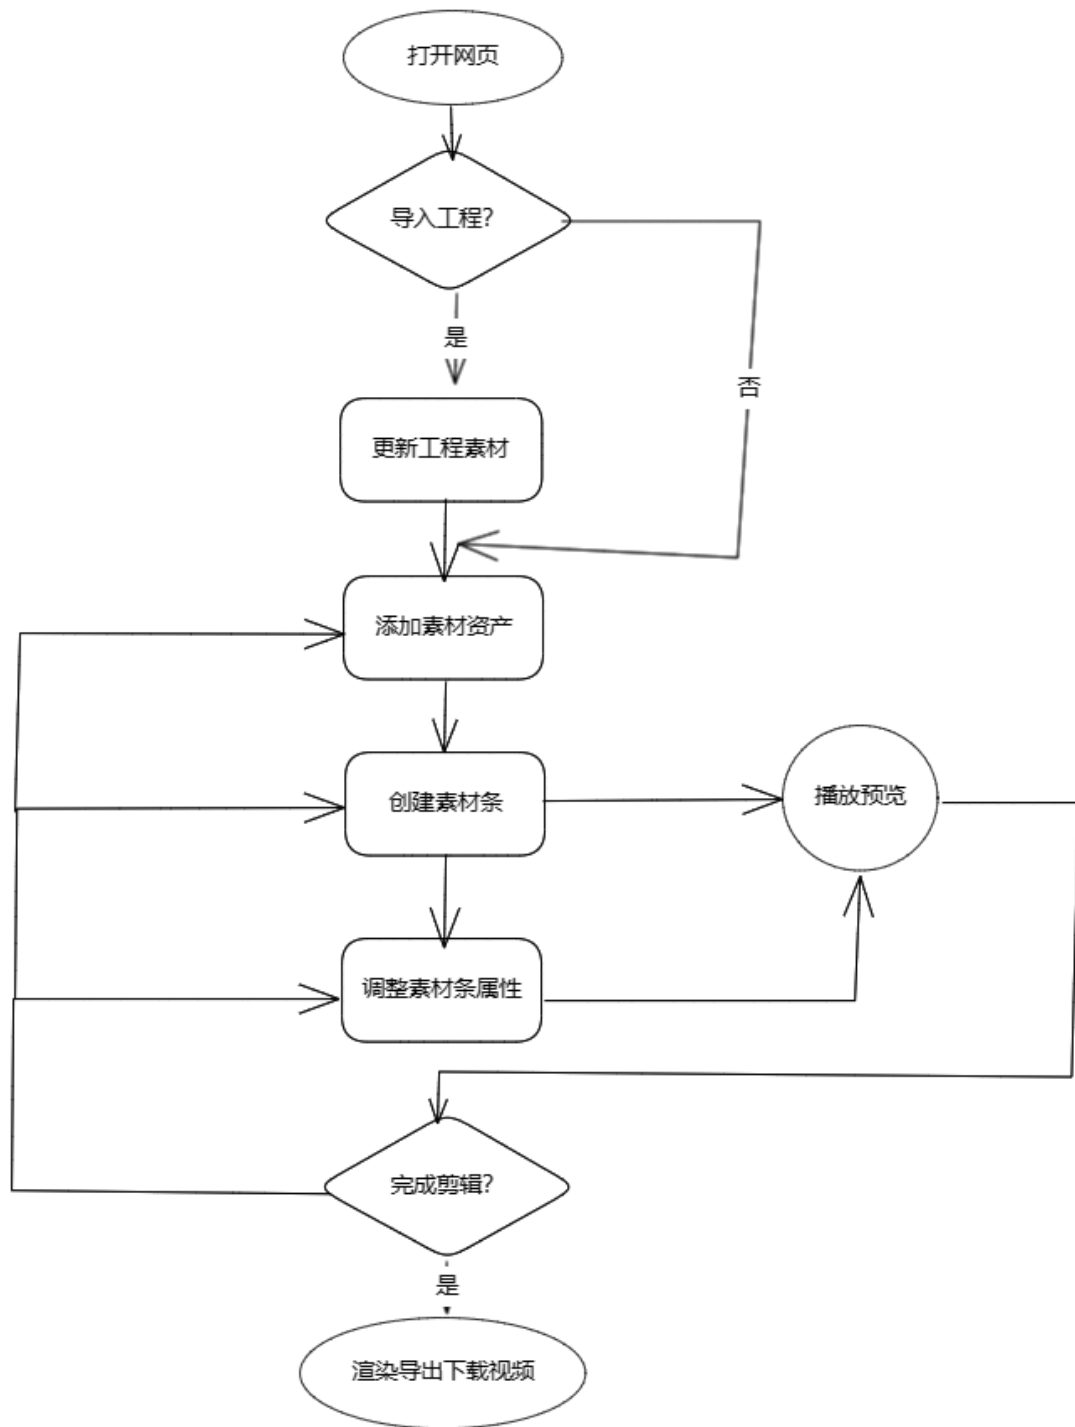 打开网页
导入工程?
是
否
更新工程素材
添加素材资产
创建素材条
播放预览
调整素材条属性
完成剪辑?
是
渲染导出下载视频